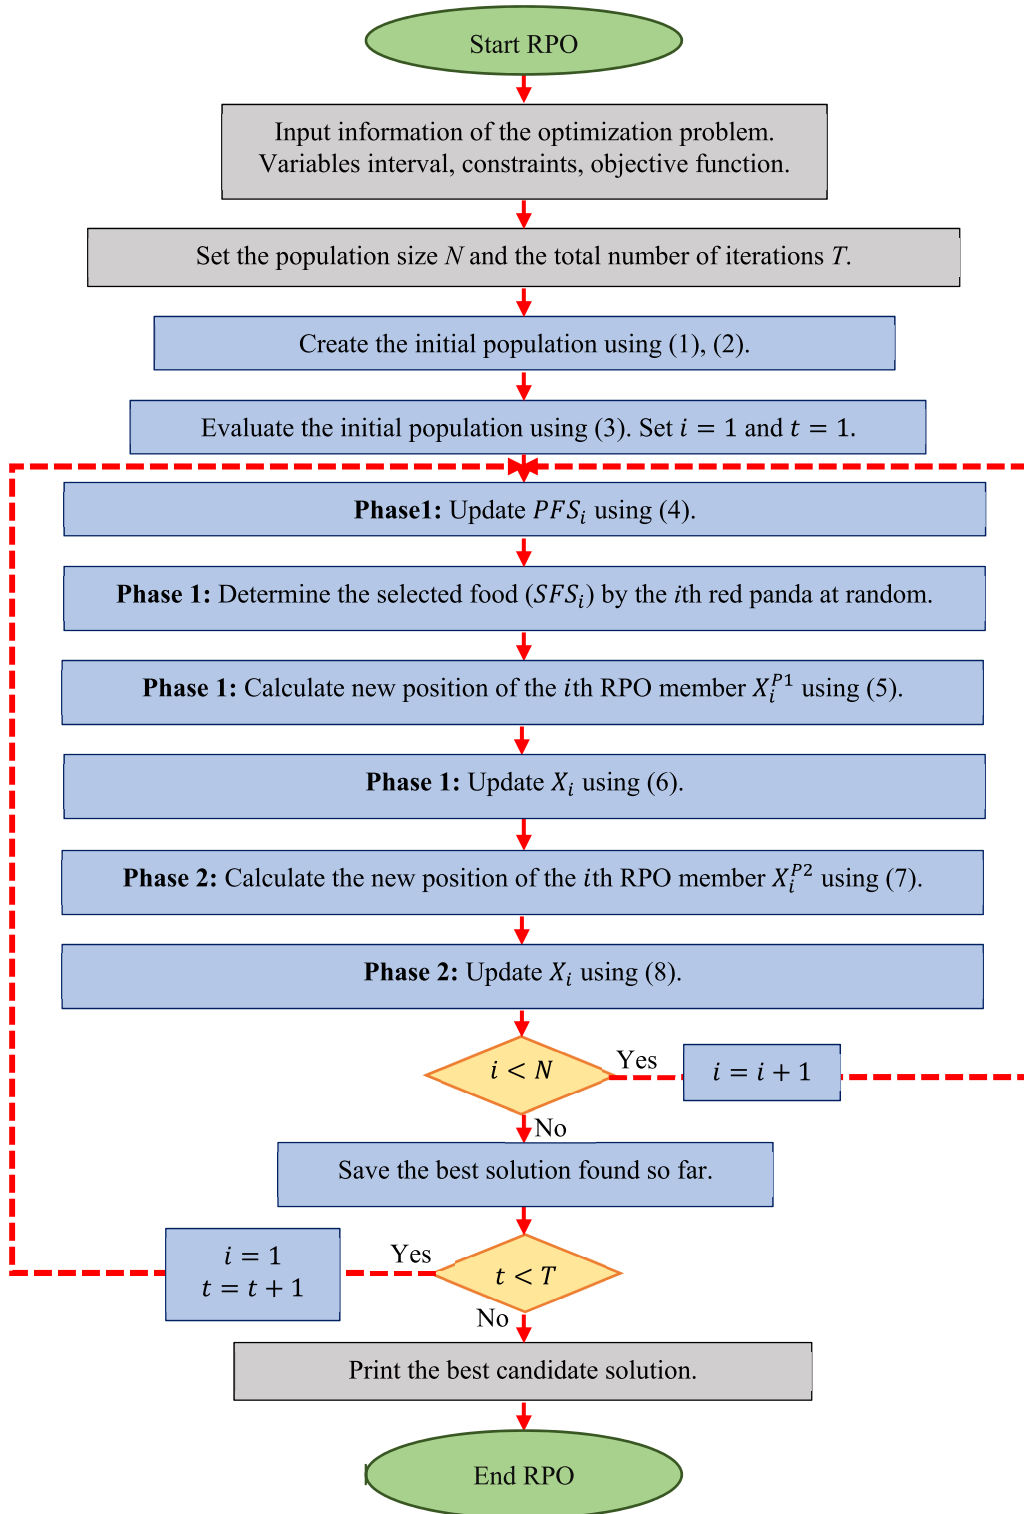 Start RPO
Input information of the optimization problem.
Variables interval, constraints, objective function.
Set the population size N and the total number of iterations T.
Create the initial population using (1), (2).
Evaluate the initial population using (3). Set i = 1 and t = 1.
Phase1: Update PFS_i using (4).
Phase 1: Determine the selected food (SFS_i) by the ith red panda at random.
Phase 1: Calculate new position of the ith RPO member X_i^{P1} using (5).
Phase 1: Update X_i using (6).
Phase 2: Calculate the new position of the ith RPO member X_i^{P2} using (7).
Phase 2: Update X_i using (8).
i < N
Yes
i = i + 1
No
Save the best solution found so far.
t < T
Yes
i = 1
t = t + 1
No
Print the best candidate solution.
End RPO